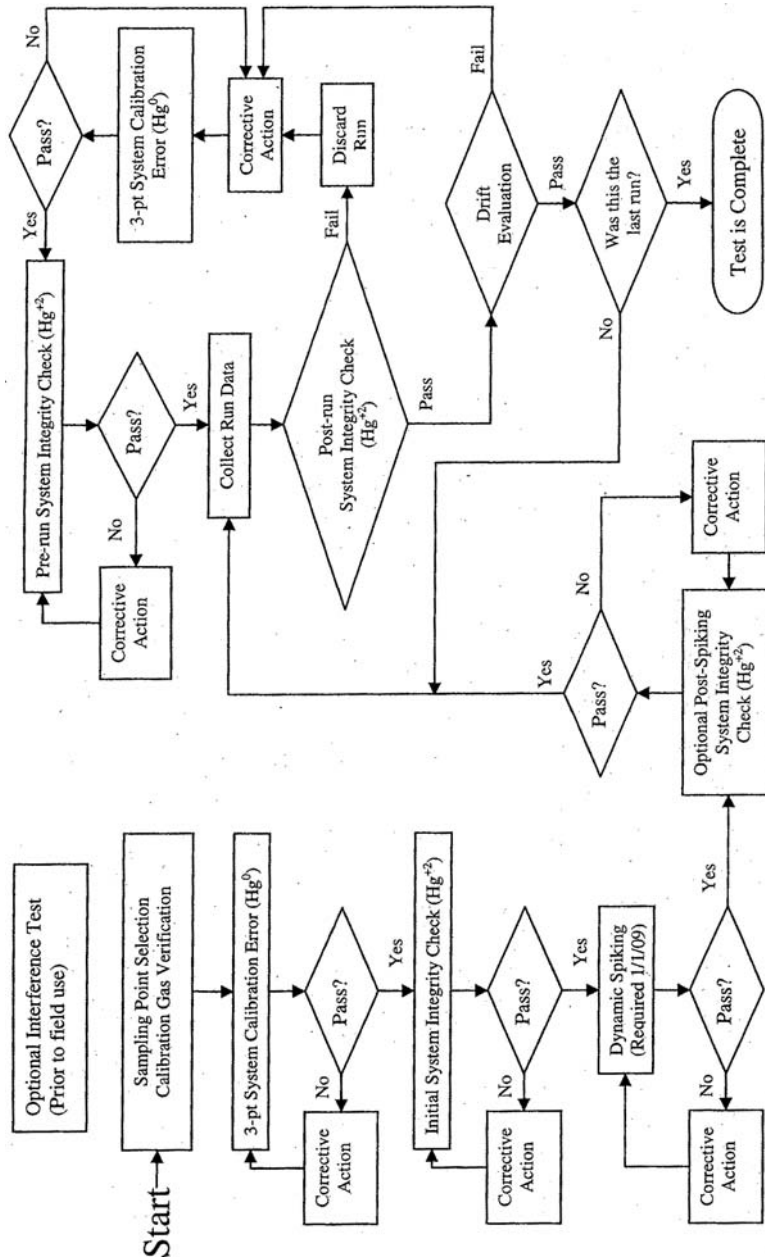 Optional Interference Test
(Prior to field use)
Start
Sampling Point Selection
Calibration Gas Verification
3-pt System Calibration Error (Hg⁰)
Pass?
No
Corrective
Action
Yes
Initial System Integrity Check (Hg⁺²)
Pass?
No
Corrective
Action
Yes
Dynamic Spiking
(Required 1/1/09)
Pass?
No
Corrective
Action
Yes
Optional Post-Spiking
System Integrity
Check (Hg⁺²)
Pass?
No
Corrective
Action
Yes
Collect Run Data
Post-run
System Integrity Check
(Hg⁺²)
Fail
Discard
Run
Corrective
Action
3-pt System Calibration
Error (Hg⁰)
Pass?
No
Yes
Pre-run System Integrity Check (Hg⁺²)
Pass?
No
Corrective
Action
Yes
Pass
Drift
Evaluation
Fail
Pass
Was this the
last run?
No
Yes
Test is Complete